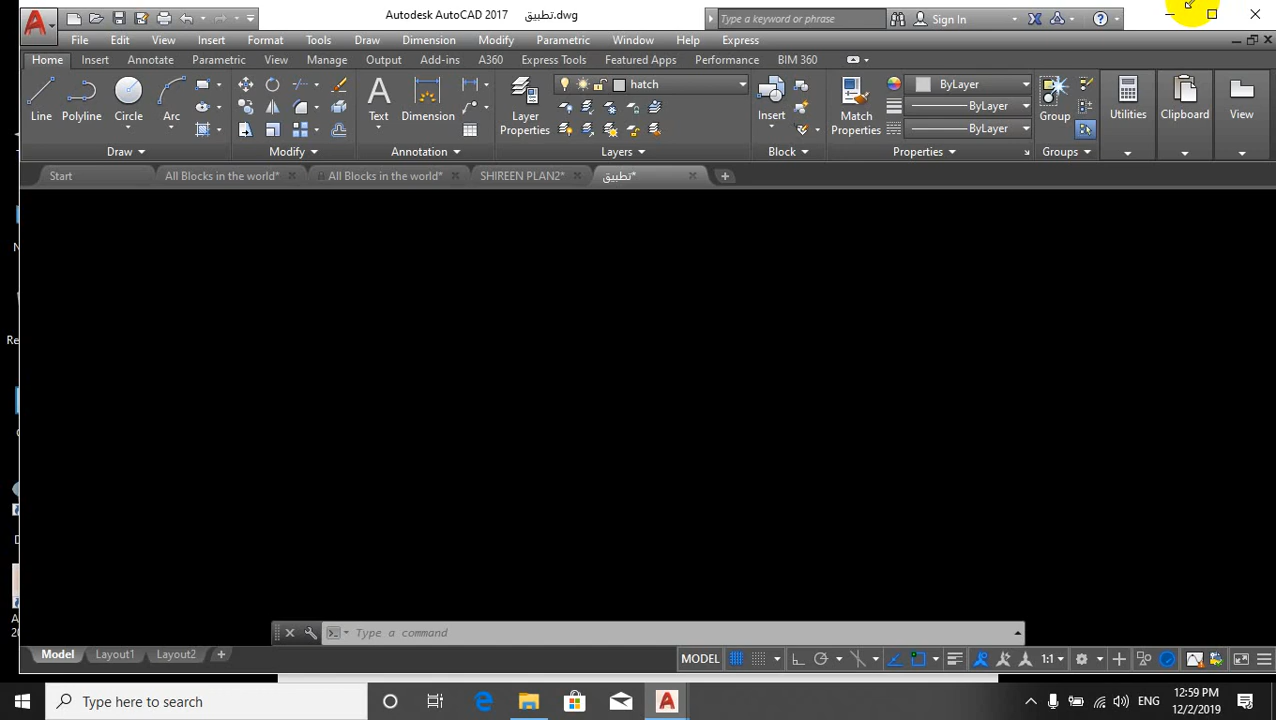 Autodesk AutoCAD 2017 تطبيق.dwg
Type a keyword or phrase
Sign In
File Edit View Insert Format Tools Draw Dimension Modify Parametric Window Help Express
Home Insert Annotate Parametric View Manage Output Add-ins A360 Express Tools Featured Apps Performance BIM 360
hatch
ByLayer
ByLayer
ByLayer
Line Polyline Circle Arc
Text Dimension
Layer Properties
Insert
Match Properties
Group Utilities Clipboard View
Draw Modify Annotation Layers Block Properties Groups
Start All Blocks in the world* All Blocks in the world* SHIREEN PLAN2* تطبيق*
N
Re
D
A
20
Type a command
Model Layout1 Layout2
MODEL 1:1
Type here to search
ENG
12:59 PM
12/2/2019